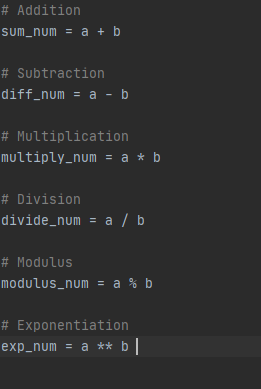 # Addition
sum_num = a + b
# Subtraction
diff_num = a - b
# Multiplication
multiply_num = a * b
# Division
divide_num = a / b
# Modulus
modulus_num = a % b
# Exponentiation
exp_num = a ** b